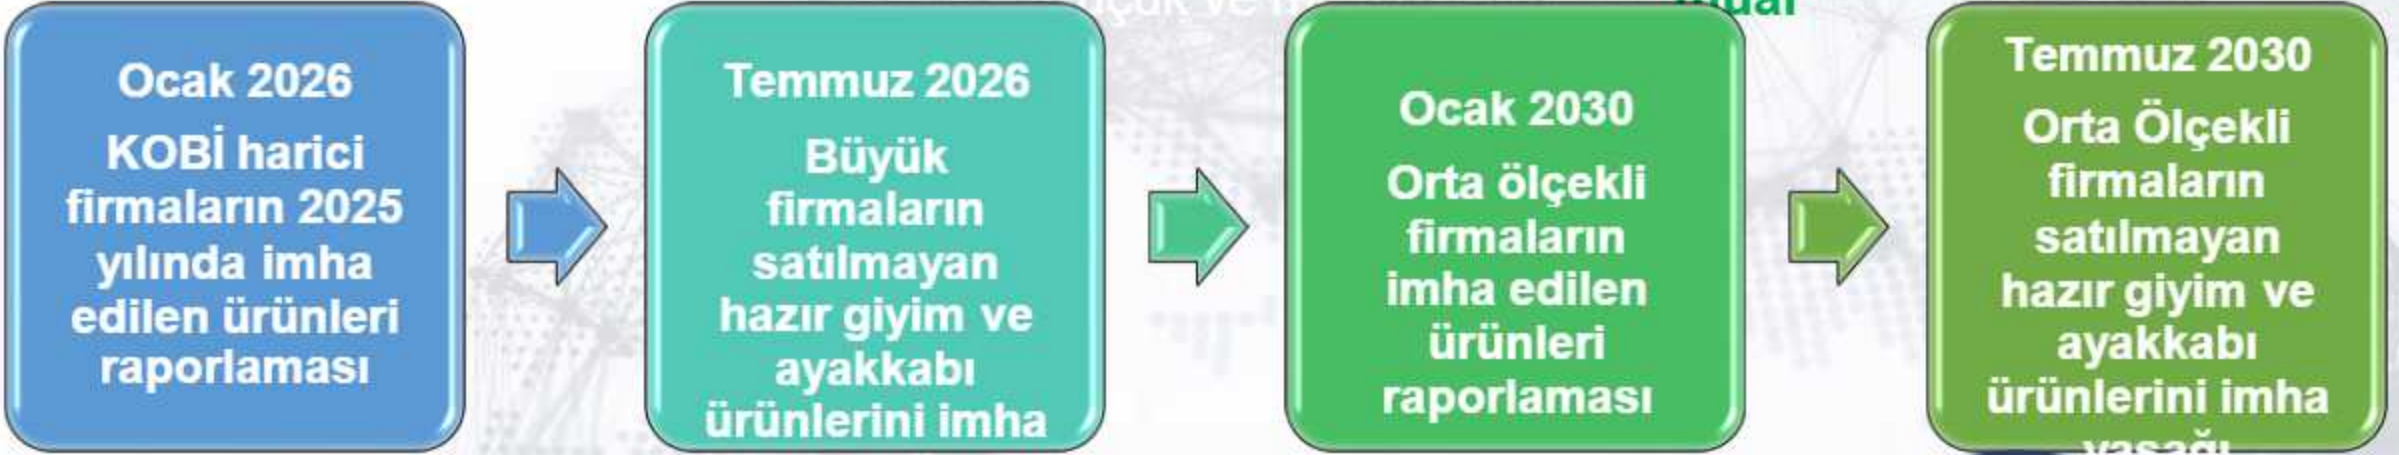 Ocak 2026
KOBİ harici
firmaların 2025
yılında imha
edilen ürünleri
raporlaması
Temmuz 2026
Büyük
firmaların
satılmayan
hazır giyim ve
ayakkabı
ürünlerini imha
Ocak 2030
Orta ölçekli
firmaların
imha edilen
ürünleri
raporlaması
Temmuz 2030
Orta Ölçekli
firmaların
satılmayan
hazır giyim ve
ayakkabı
ürünlerini imha
yasağı